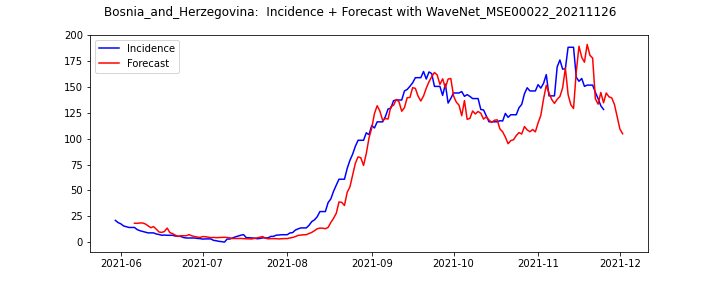 Bosnia_and_Herzegovina:  Incidence + Forecast with WaveNet_MSE00022_20211126
Incidence
Forecast
200
175
150
125
100
75
50
25
0
2021-06 2021-07 2021-08 2021-09 2021-10 2021-11 2021-12